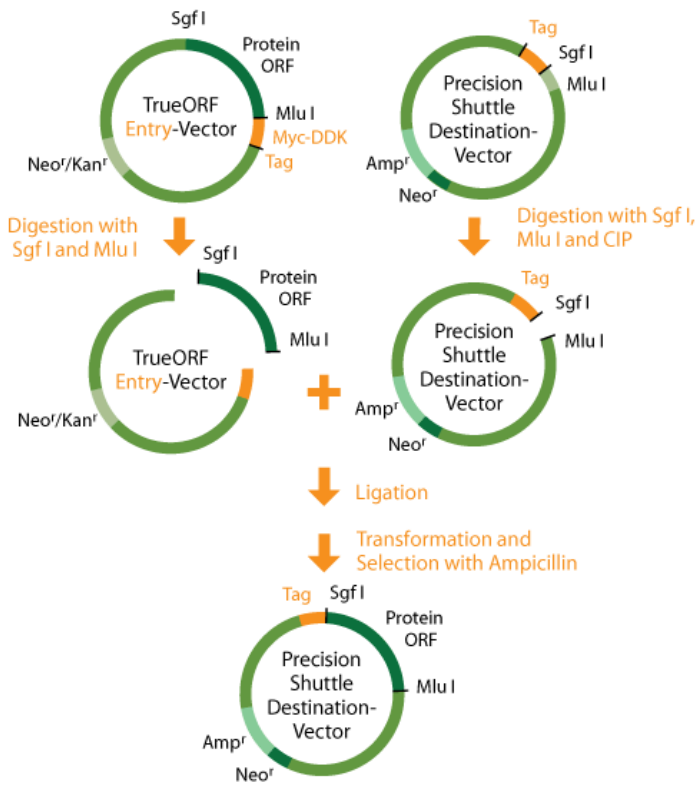 Sgf I
Protein
ORF
TrueORF
Entry-Vector
Mlu I
Myc-DDK
Tag
Neoʳ/Kanʳ
Tag
Sgf I
Mlu I
Precision
Shuttle
Destination-
Vector
Ampʳ
Neoʳ
Digestion with
Sgf I and Mlu I
Digestion with Sgf I,
Mlu I and CIP
Sgf I
Protein
ORF
Mlu I
TrueORF
Entry-Vector
Neoʳ/Kanʳ
+
Tag
Sgf I
Mlu I
Precision
Shuttle
Destination-
Vector
Ampʳ
Neoʳ
Ligation
Transformation and
Selection with Ampicillin
Tag
Sgf I
Protein
ORF
Precision
Shuttle
Destination-
Vector
Mlu I
Ampʳ
Neoʳ